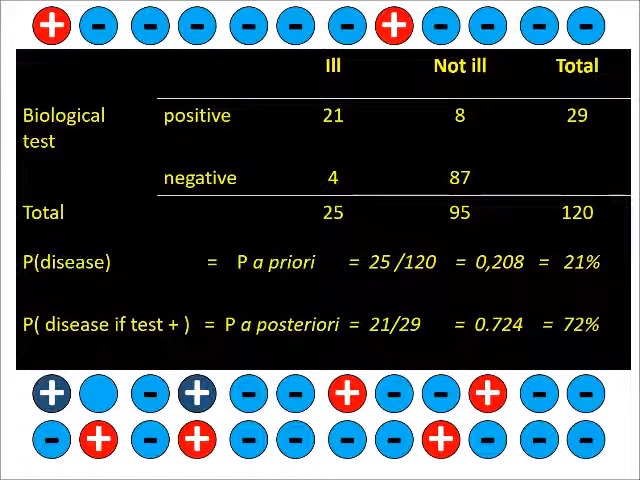 + - - - - - - + - - - -
Ill Not ill Total
Biological positive 21 8 29
test
negative 4 87
Total 25 95 120
P(disease) = P a priori = 25 /120 = 0,208 = 21%
P( disease if test + ) = P a posteriori = 21/29 = 0.724 = 72%
+ - + - - + - - + - -
- + - + - - - - + - - -